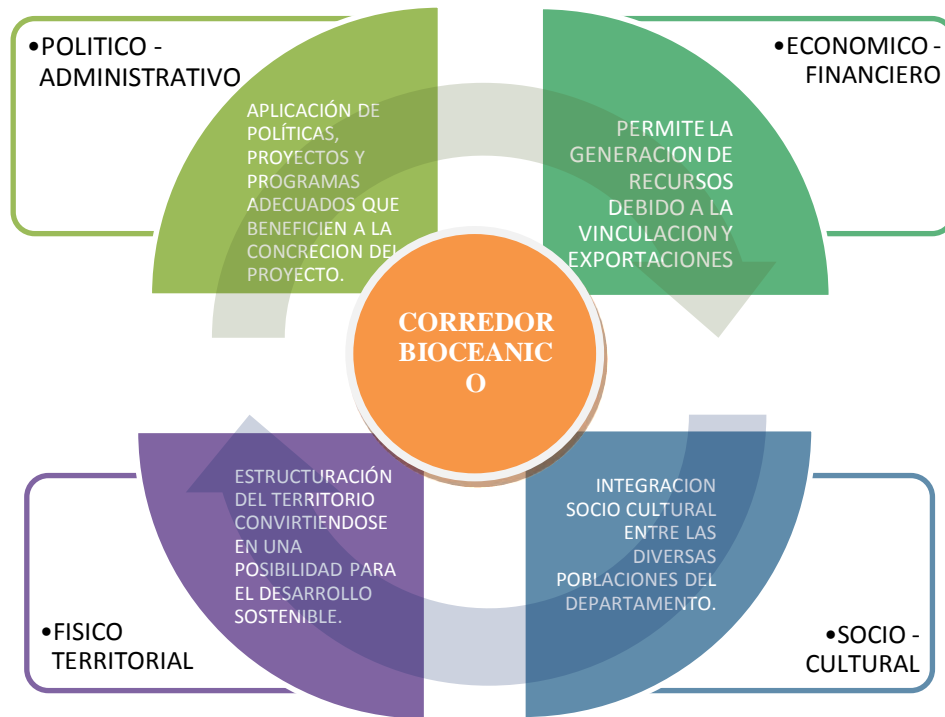 •POLITICO -
ADMINISTRATIVO
APLICACIÓN DE
POLÍTICAS,
PROYECTOS Y
PROGRAMAS
ADECUADOS QUE
BENEFICIEN A LA
CONCRECION DEL
PROYECTO.
•ECONOMICO -
FINANCIERO
PERMITE LA
GENERACION DE
RECURSOS
DEBIDO A LA
VINCULACION Y
EXPORTACIONES
CORREDOR
BIOCEANIC
O
ESTRUCTURACIÓN
DEL TERRITORIO
CONVIRTIENDOSE
EN UNA
POSIBILIDAD PARA
EL DESARROLLO
SOSTENIBLE.
•FISICO
TERRITORIAL
INTEGRACION
SOCIO CULTURAL
ENTRE LAS
DIVERSAS
POBLACIONES DEL
DEPARTAMENTO.
•SOCIO -
CULTURAL